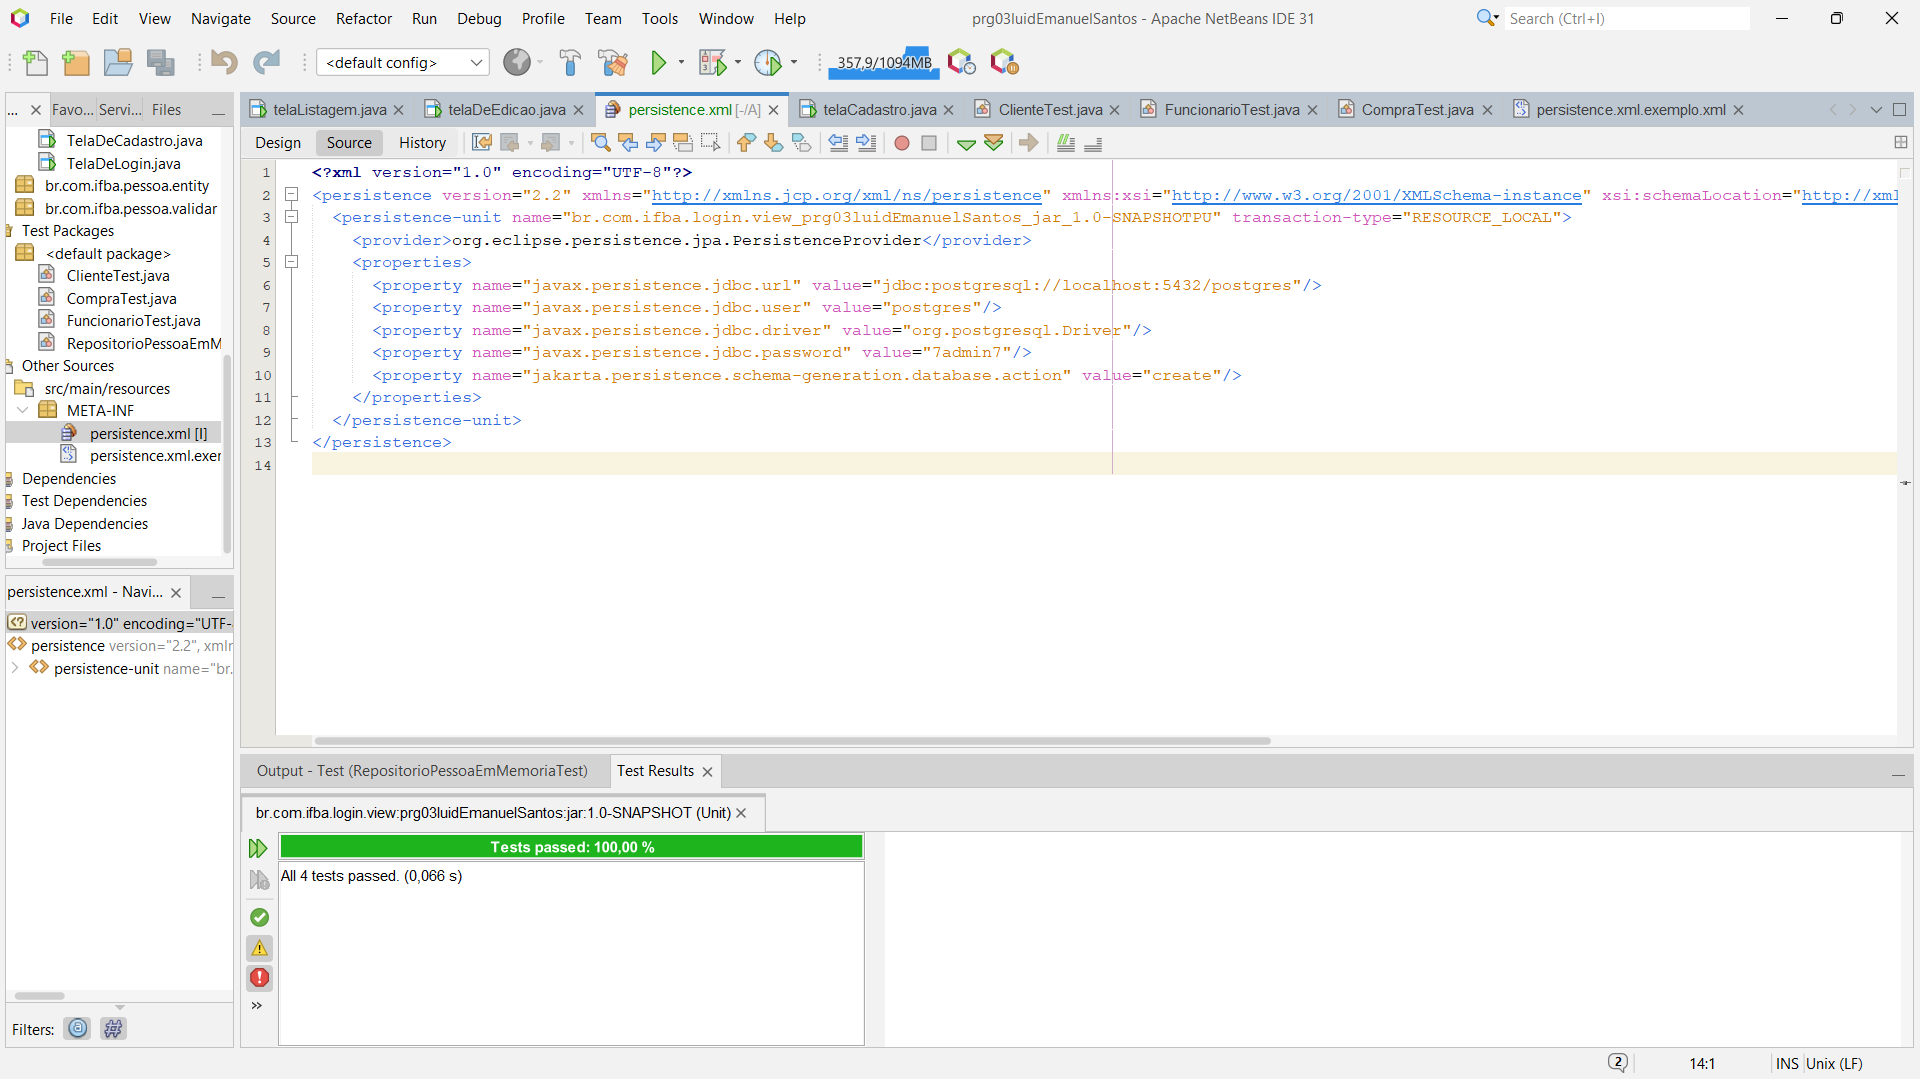 File Edit View Navigate Source Refactor Run Debug Profile Team Tools Window Help
prg03luidEmanuelSantos - Apache NetBeans IDE 31
Search (Ctrl+I)
<default config>
357,9/1094MB
... Favo... Servi... Files
telaListagem.java telaDeEdicao.java persistence.xml [-/A] telaCadastro.java ClienteTest.java FuncionarioTest.java CompraTest.java persistence.xml.exemplo.xml
Design Source History
TelaDeCadastro.java
TelaDeLogin.java
br.com.ifba.pessoa.entity
br.com.ifba.pessoa.validar
Test Packages
<default package>
ClienteTest.java
CompraTest.java
FuncionarioTest.java
RepositorioPessoaEmM
Other Sources
src/main/resources
META-INF
persistence.xml [I]
persistence.xml.exer
Dependencies
Test Dependencies
Java Dependencies
Project Files
1 <?xml version="1.0" encoding="UTF-8"?>
2 <persistence version="2.2" xmlns="http://xmlns.jcp.org/xml/ns/persistence" xmlns:xsi="http://www.w3.org/2001/XMLSchema-instance" xsi:schemaLocation="http://xml
3 <persistence-unit name="br.com.ifba.login.view_prg03luidEmanuelSantos_jar_1.0-SNAPSHOTPU" transaction-type="RESOURCE_LOCAL">
4 <provider>org.eclipse.persistence.jpa.PersistenceProvider</provider>
5 <properties>
6 <property name="javax.persistence.jdbc.url" value="jdbc:postgresql://localhost:5432/postgres"/>
7 <property name="javax.persistence.jdbc.user" value="postgres"/>
8 <property name="javax.persistence.jdbc.driver" value="org.postgresql.Driver"/>
9 <property name="javax.persistence.jdbc.password" value="7admin7"/>
10 <property name="jakarta.persistence.schema-generation.database.action" value="create"/>
11 </properties>
12 </persistence-unit>
13 </persistence>
14
persistence.xml - Navi...
version="1.0" encoding="UTF-
persistence version="2.2", xmlr
persistence-unit name="br.
Filters:
Output - Test (RepositorioPessoaEmMemoriaTest) Test Results
br.com.ifba.login.view:prg03luidEmanuelSantos:jar:1.0-SNAPSHOT (Unit)
Tests passed: 100,00 %
All 4 tests passed. (0,066 s)
2 14:1 INS Unix (LF)